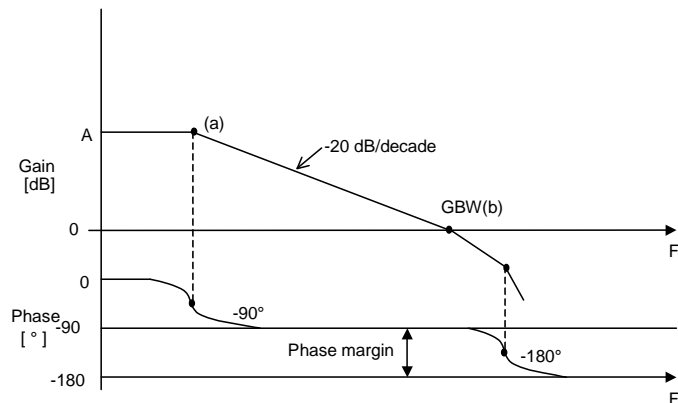 (a)
A
-20 dB/decade
Gain
[dB]
GBW(b)
0
F
0
-90°
Phase
-90
[ ° ]
Phase margin
-180°
-180
F